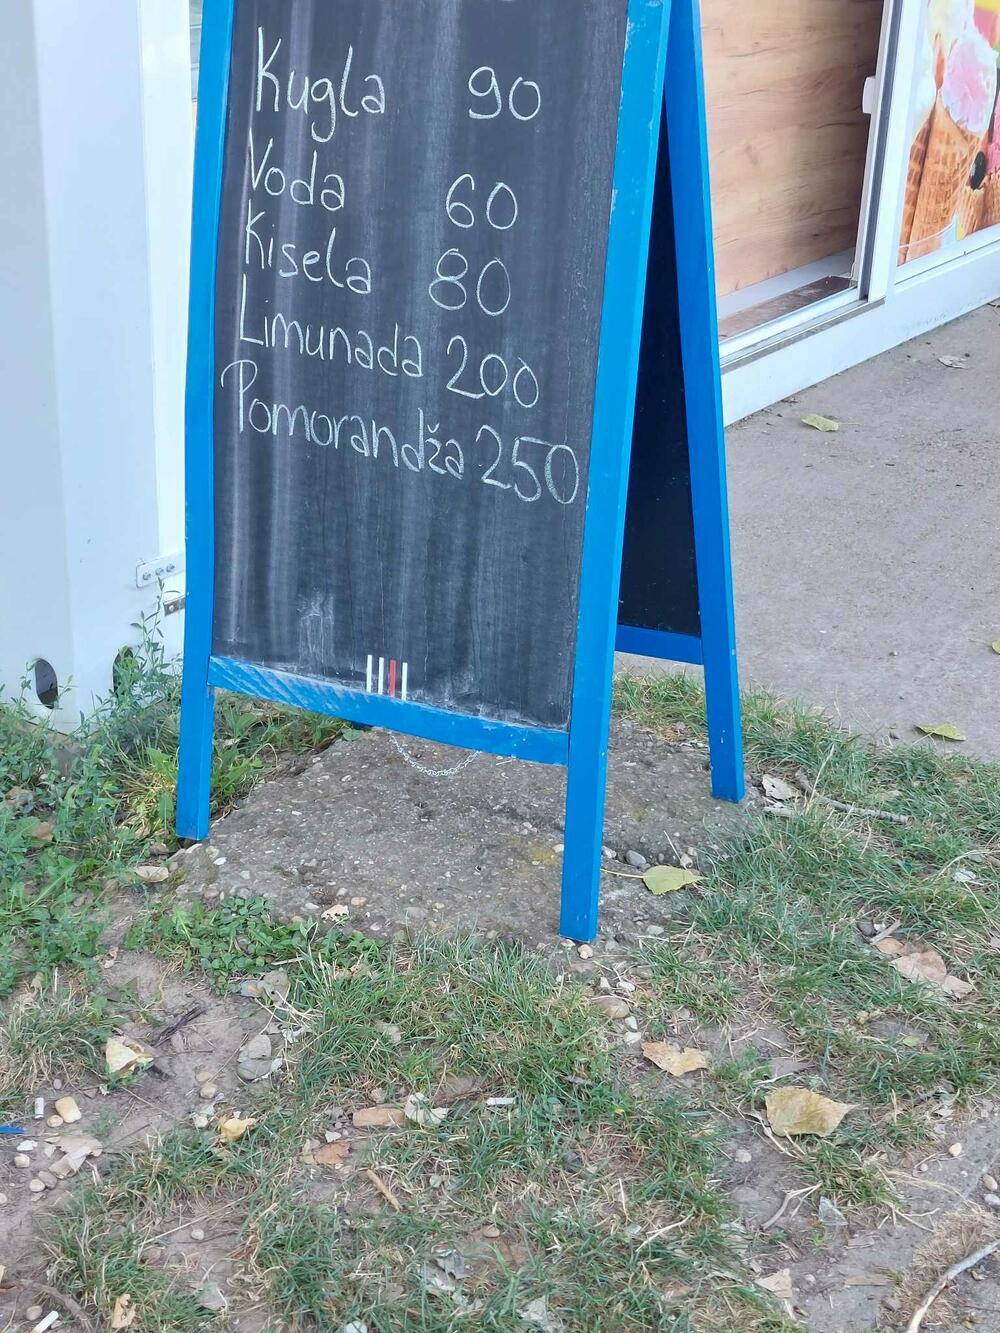 Kugla 90
Voda 60
Kisela 80
Limunada 200
Pomorandža 250